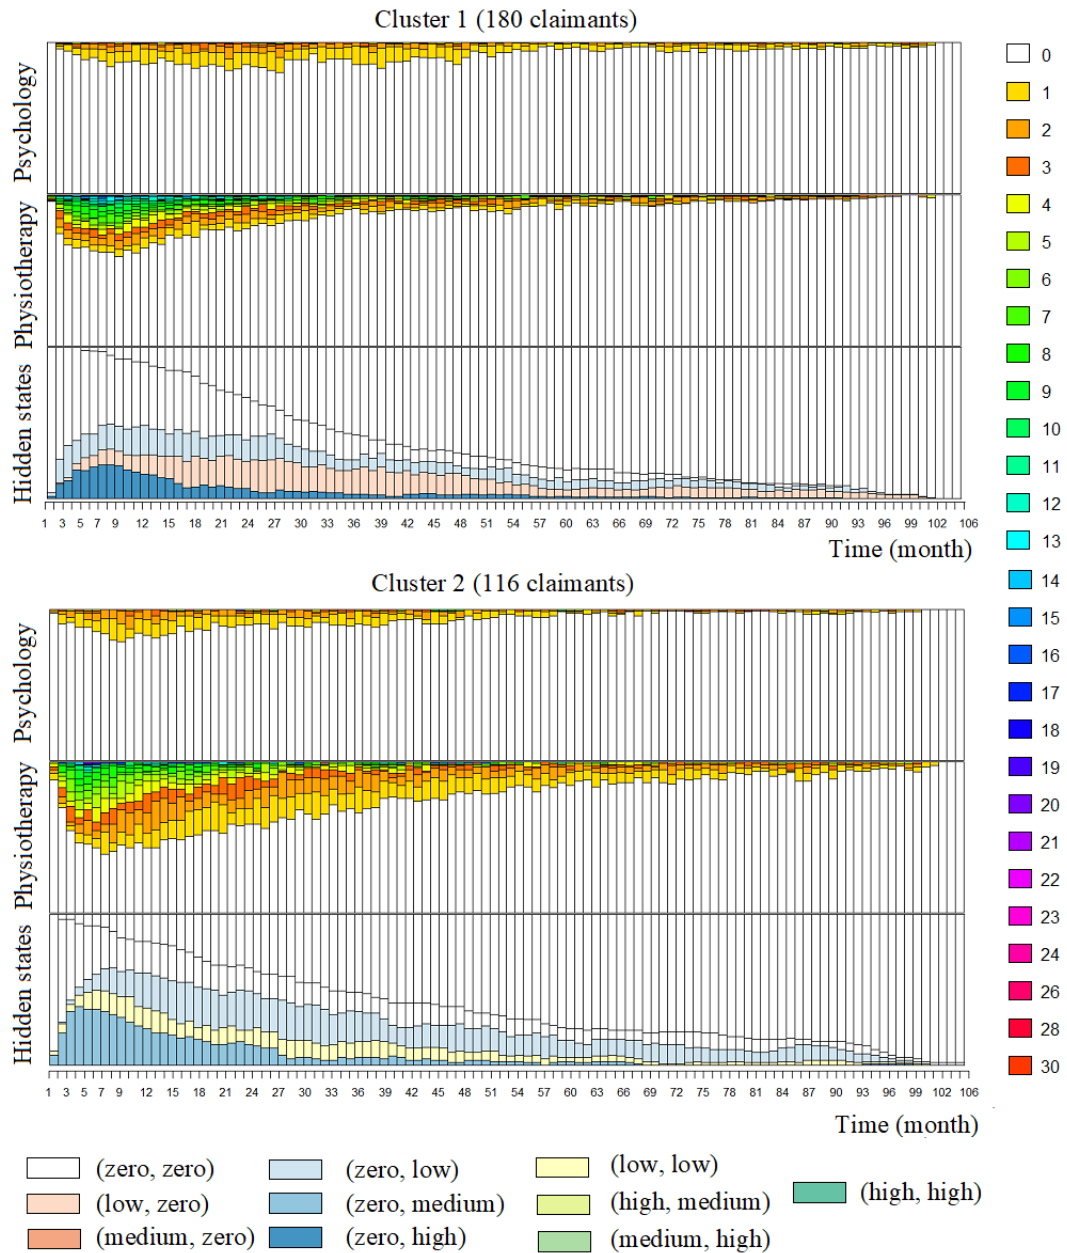 Cluster 1 (180 claimants)
Psychology
Physiotherapy
Hidden states
1 3 5 7 9 12 15 18 21 24 27 30 33 36 39 42 45 48 51 54 57 60 63 66 69 72 75 78 81 84 87 90 93 96 99 102 106
Time (month)
Cluster 2 (116 claimants)
Psychology
Physiotherapy
Hidden states
1 3 5 7 9 12 15 18 21 24 27 30 33 36 39 42 45 48 51 54 57 60 63 66 69 72 75 78 81 84 87 90 93 96 99 102 106
Time (month)
0
1
2
3
4
5
6
7
8
9
10
11
12
13
14
15
16
17
18
19
20
21
22
23
24
26
28
30
(zero, zero)
(low, zero)
(medium, zero)
(zero, low)
(zero, medium)
(zero, high)
(low, low)
(high, medium)
(medium, high)
(high, high)